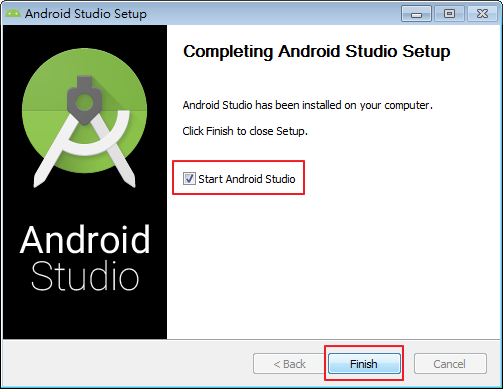 Android Studio Setup
Completing Android Studio Setup
Android Studio has been installed on your computer.
Click Finish to close Setup.
Start Android Studio
Android
Studio
< Back
Finish
Cancel